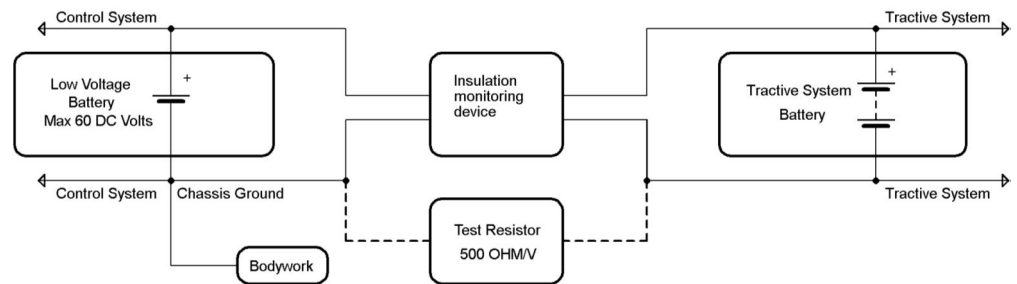 Control System
Tractive System
Low Voltage
Battery
Max 60 DC Volts
+
Insulation
monitoring
device
Tractive System
Battery
+
Control System
Chassis Ground
Tractive System
Test Resistor
500 OHM/V
Bodywork